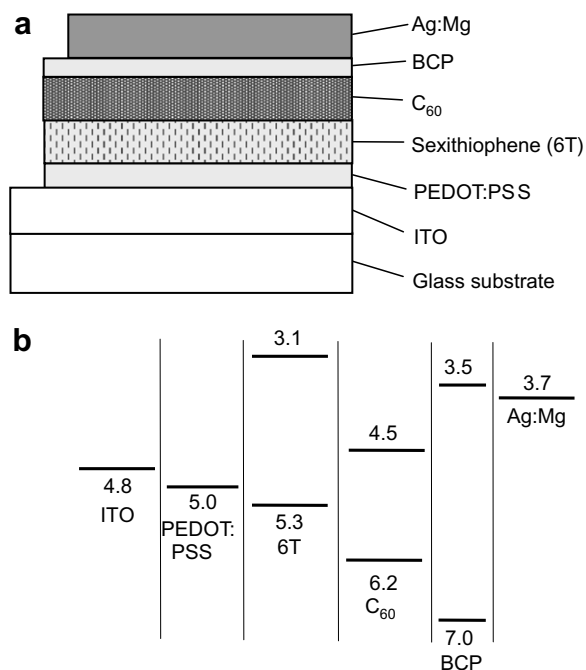 a
Ag:Mg
BCP
C60
Sexithiophene (6T)
PEDOT:PSS
ITO
Glass substrate
b
3.1
3.5
3.7
Ag:Mg
4.5
4.8
ITO
5.0
PEDOT:
PSS
5.3
6T
6.2
C60
7.0
BCP